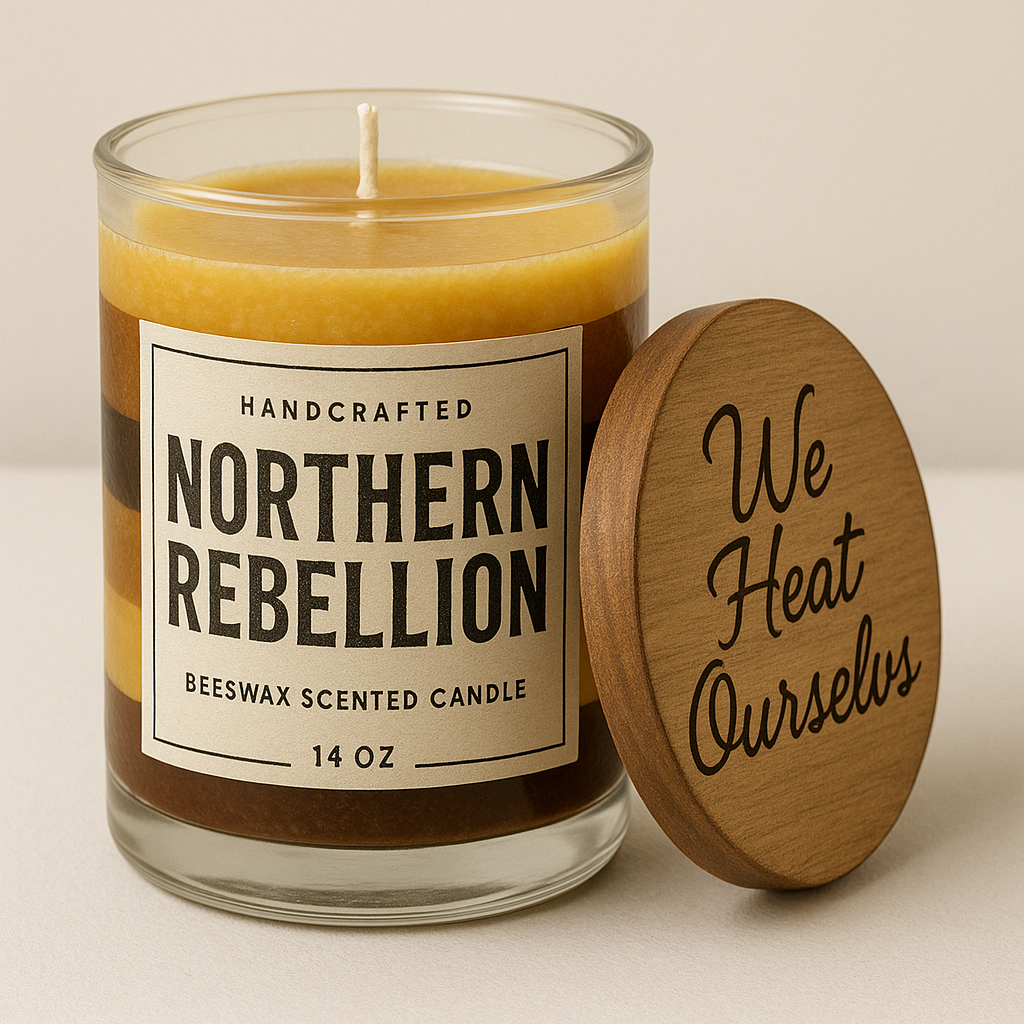 HANDCRAFTED
NORTHERN
REBELLION
BEESWAX SCENTED CANDLE
14 OZ
We
Heat
Ourselvs